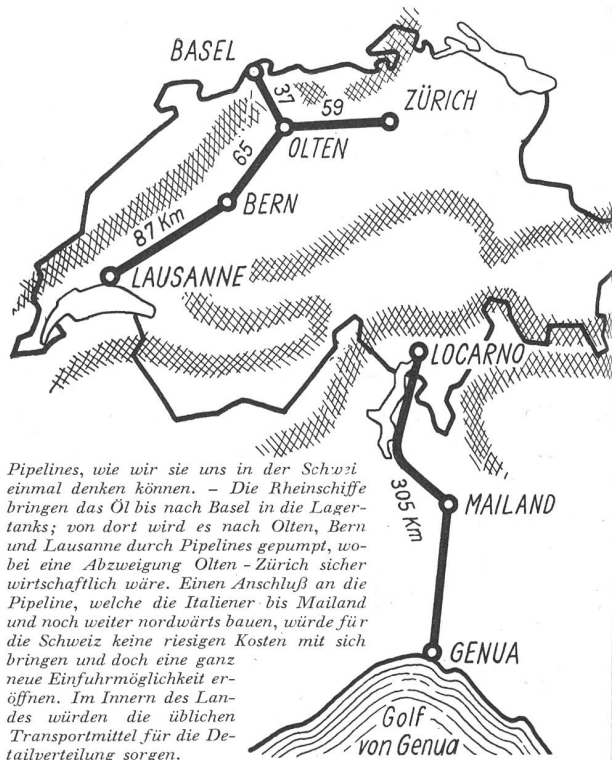 BASEL
37
59
ZÜRICH
OLTEN
65
BERN
87 Km
LAUSANNE
LOCARNO
305 Km
MAILAND
GENUA
Golf
von Genua
Pipelines, wie wir sie uns in der Schweiz
einmal denken können. – Die Rheinschiffe
bringen das Öl bis nach Basel in die Lager-
tanks; von dort wird es nach Olten, Bern
und Lausanne durch Pipelines gepumpt, wo-
bei eine Abzweigung Olten - Zürich sicher
wirtschaftlich wäre. Einen Anschluß an die
Pipeline, welche die Italiener bis Mailand
und noch weiter nordwärts bauen, würde für
die Schweiz keine riesigen Kosten mit sich
bringen und doch eine ganz
neue Einfuhrmöglichkeit er-
öffnen. Im Innern des Lan-
des würden die üblichen
Transportmittel für die De-
tailverteilung sorgen.